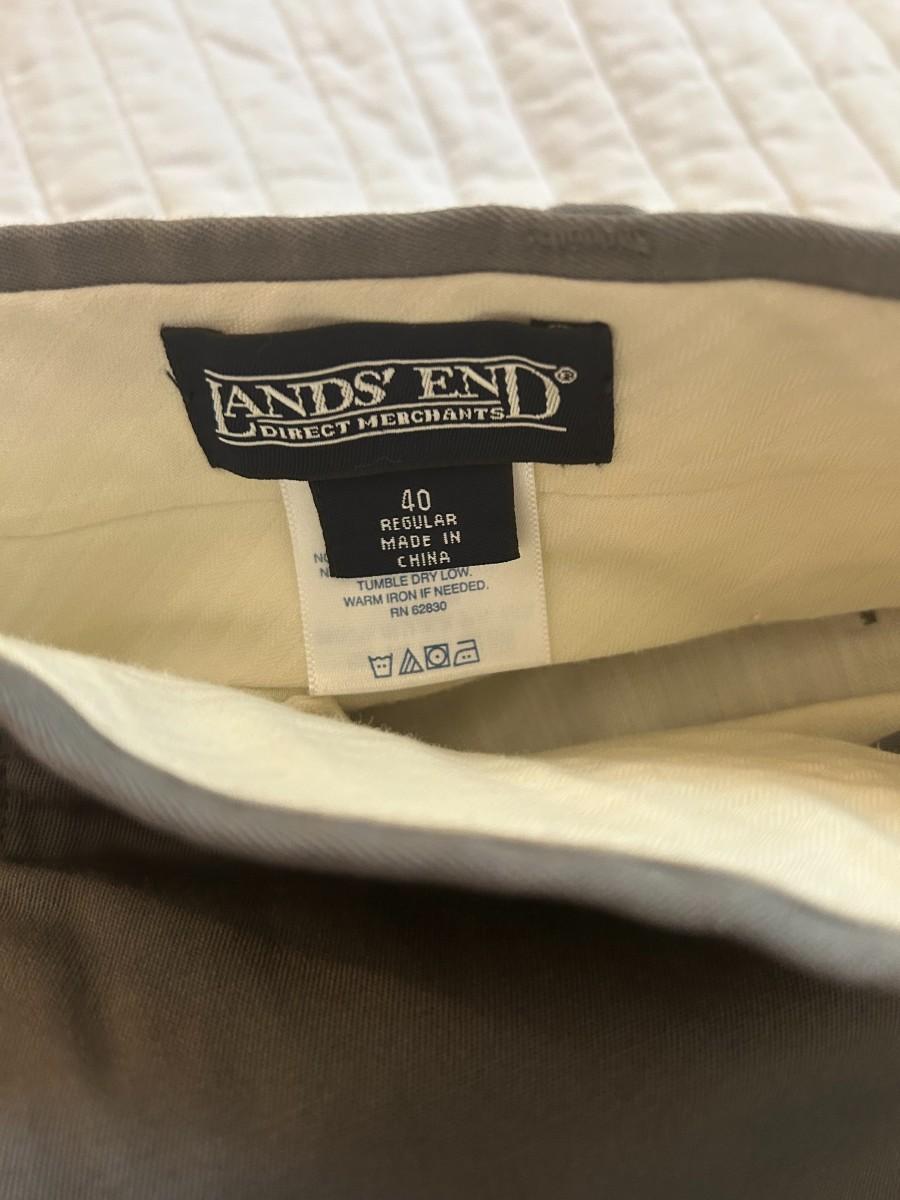 LANDS' END®
DIRECT MERCHANTS
40
REGULAR
MADE IN
CHINA
TUMBLE DRY LOW.
WARM IRON IF NEEDED.
RN 62830